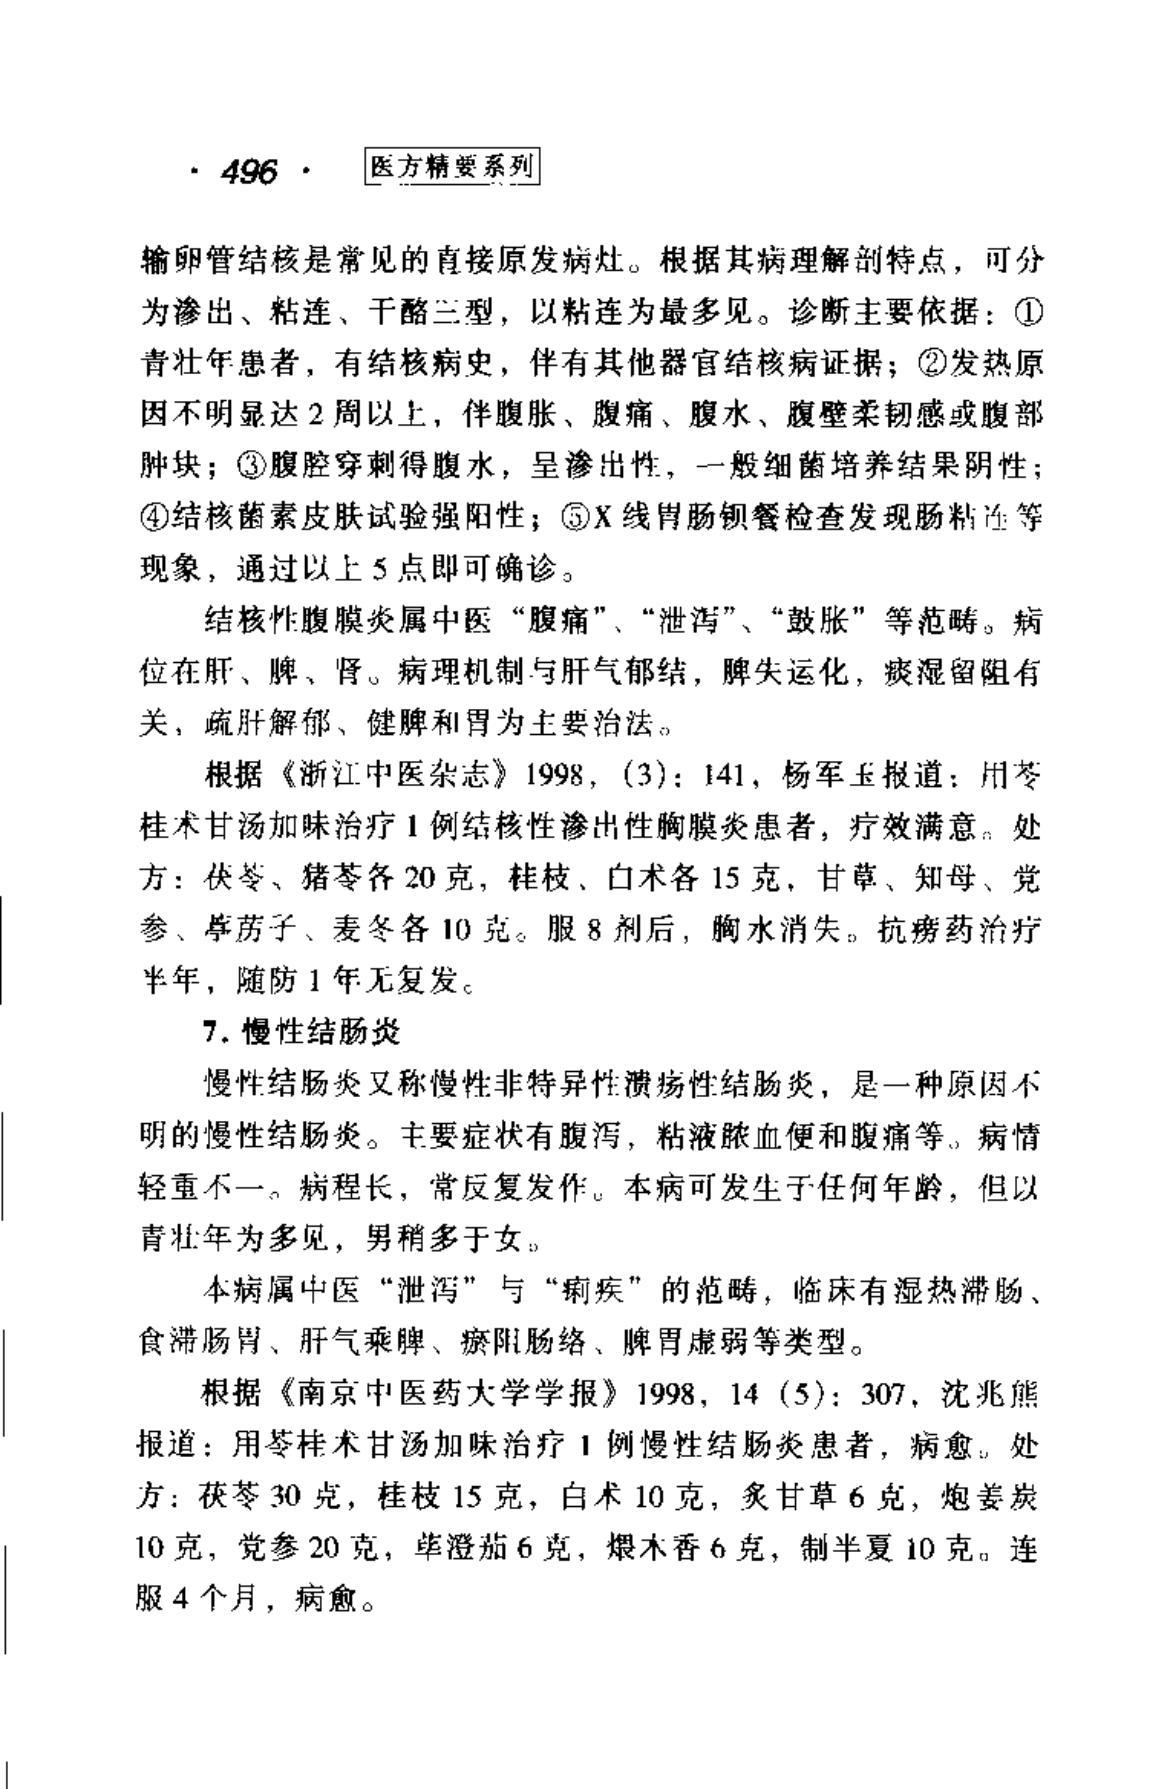 · 496 · 医方精要系列
输卵管结核是常见的直接原发病灶。根据其病理解剖特点，可分
为渗出、粘连、干酪三型，以粘连为最多见。诊断主要依据：①
青壮年患者，有结核病史，伴有其他器官结核病证据；②发热原
因不明显达 2 周以上，伴腹胀、腹痛、腹水、腹壁柔韧感或腹部
肿块；③腹腔穿刺得腹水，呈渗出性，一般细菌培养结果阴性；
④结核菌素皮肤试验强阳性；⑤X 线胃肠钡餐检查发现肠粘连等
现象，通过以上 5 点即可确诊。
结核性腹膜炎属中医“腹痛”、“泄泻”、“鼓胀”等范畴。病
位在肝、脾、肾。病理机制与肝气郁结，脾失运化，痰湿留阻有
关，疏肝解郁、健脾和胃为主要治法。
根据《浙江中医杂志》1998，(3)：141，杨军玉报道：用苓
桂术甘汤加味治疗 1 例结核性渗出性胸膜炎患者，疗效满意。处
方：茯苓、猪苓各 20 克，桂枝、白术各 15 克，甘草、知母、党
参、葶苈子、麦冬各 10 克。服 8 剂后，胸水消失。抗痨药治疗
半年，随防 1 年无复发。
7. 慢性结肠炎
慢性结肠炎又称慢性非特异性溃疡性结肠炎，是一种原因不
明的慢性结肠炎。主要症状有腹泻，粘液脓血便和腹痛等。病情
轻重不一。病程长，常反复发作。本病可发生于任何年龄，但以
青壮年为多见，男稍多于女。
本病属中医“泄泻”与“痢疾”的范畴，临床有湿热滞肠、
食滞肠胃、肝气乘脾、瘀阻肠络、脾胃虚弱等类型。
根据《南京中医药大学学报》1998，14（5）：307，沈兆熊
报道：用苓桂术甘汤加味治疗 1 例慢性结肠炎患者，病愈。处
方：茯苓 30 克，桂枝 15 克，白术 10 克，炙甘草 6 克，炮姜炭
10 克，党参 20 克，荜澄茄 6 克，煨木香 6 克，制半夏 10 克。连
服 4 个月，病愈。